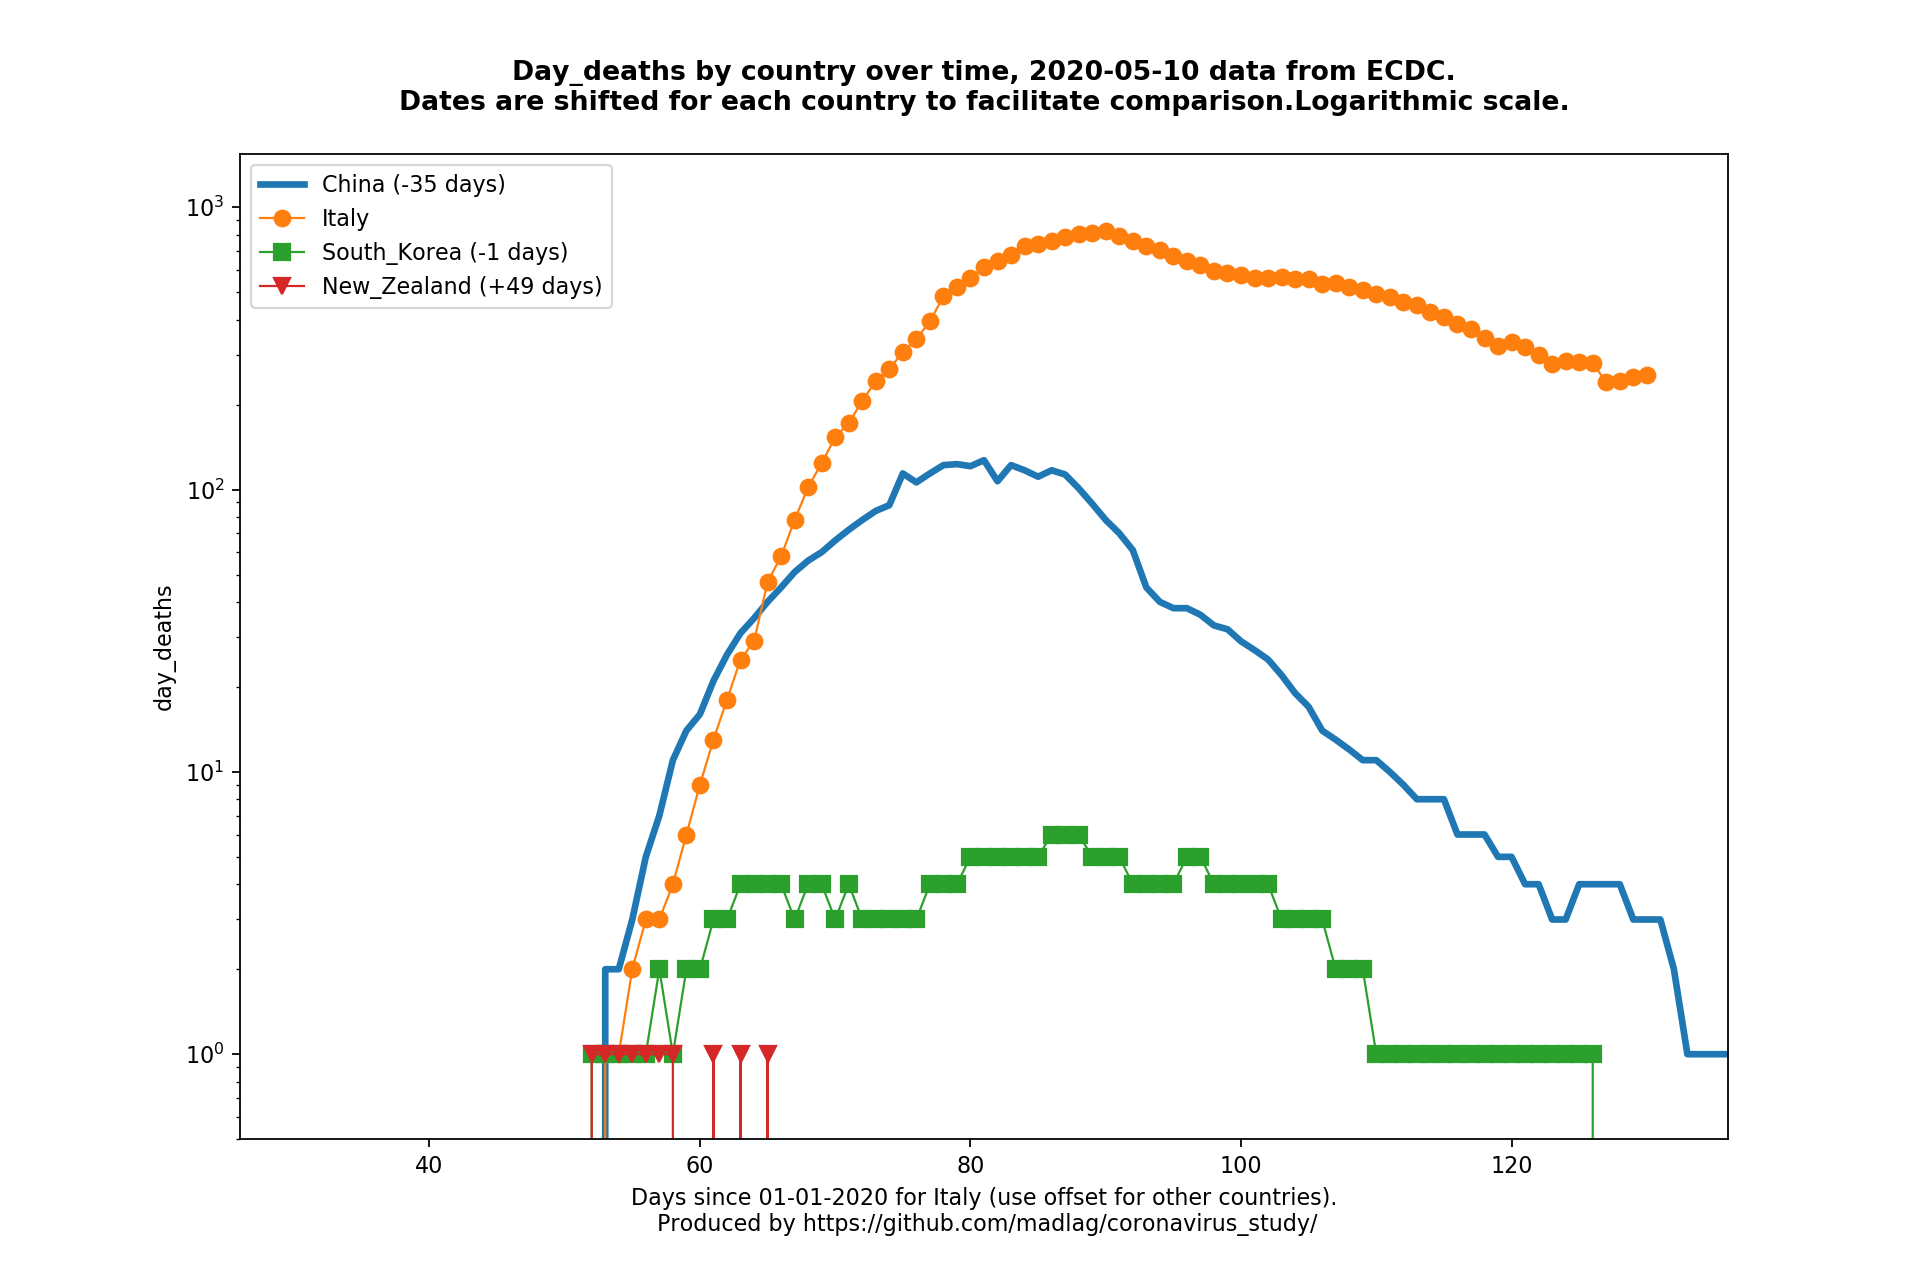 Day_deaths by country over time, 2020-05-10 data from ECDC.
Dates are shifted for each country to facilitate comparison.Logarithmic scale.
China (-35 days)
Italy
South_Korea (-1 days)
New_Zealand (+49 days)
10³
10²
10¹
10⁰
day_deaths
40 60 80 100 120
Days since 01-01-2020 for Italy (use offset for other countries).
Produced by https://github.com/madlag/coronavirus_study/